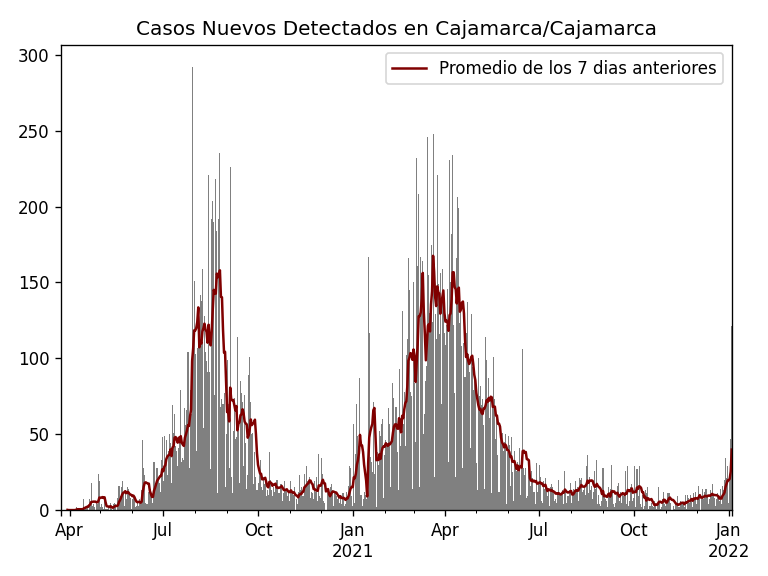 Casos Nuevos Detectados en Cajamarca/Cajamarca
Promedio de los 7 dias anteriores
300
250
200
150
100
50
0
Apr Jul Oct Jan Apr Jul Oct Jan
2021 2022